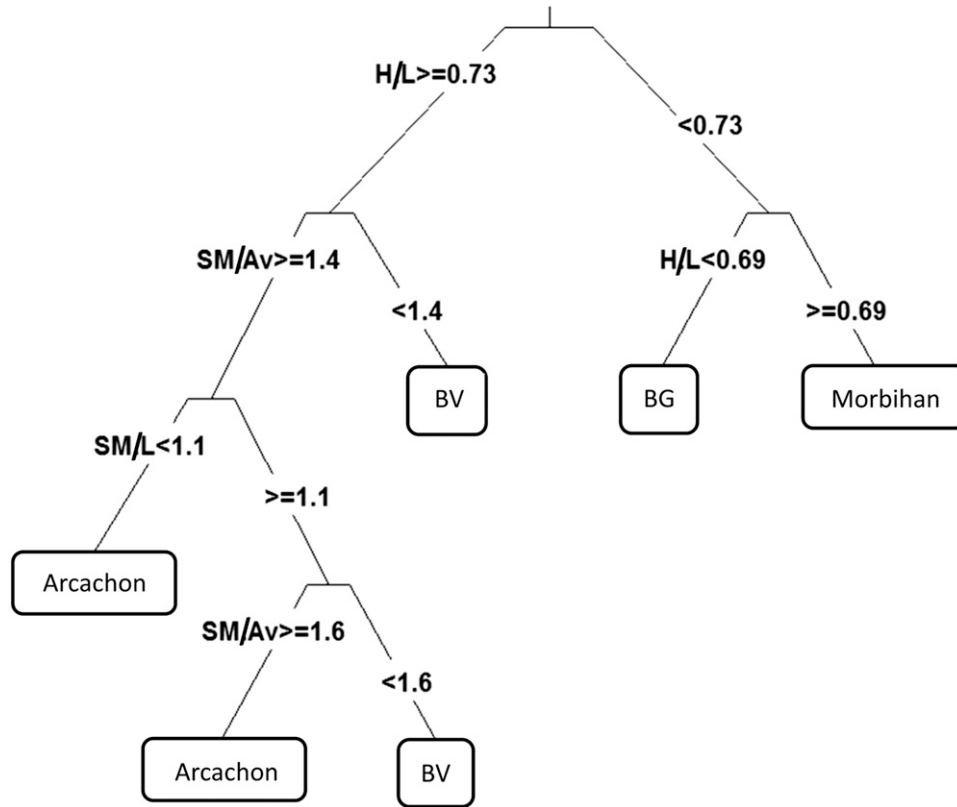 H/L>=0.73
<0.73
SM/Av>=1.4
H/L<0.69
<1.4
>=0.69
BV
BG
Morbihan
SM/L<1.1
>=1.1
Arcachon
SM/Av>=1.6
<1.6
Arcachon
BV